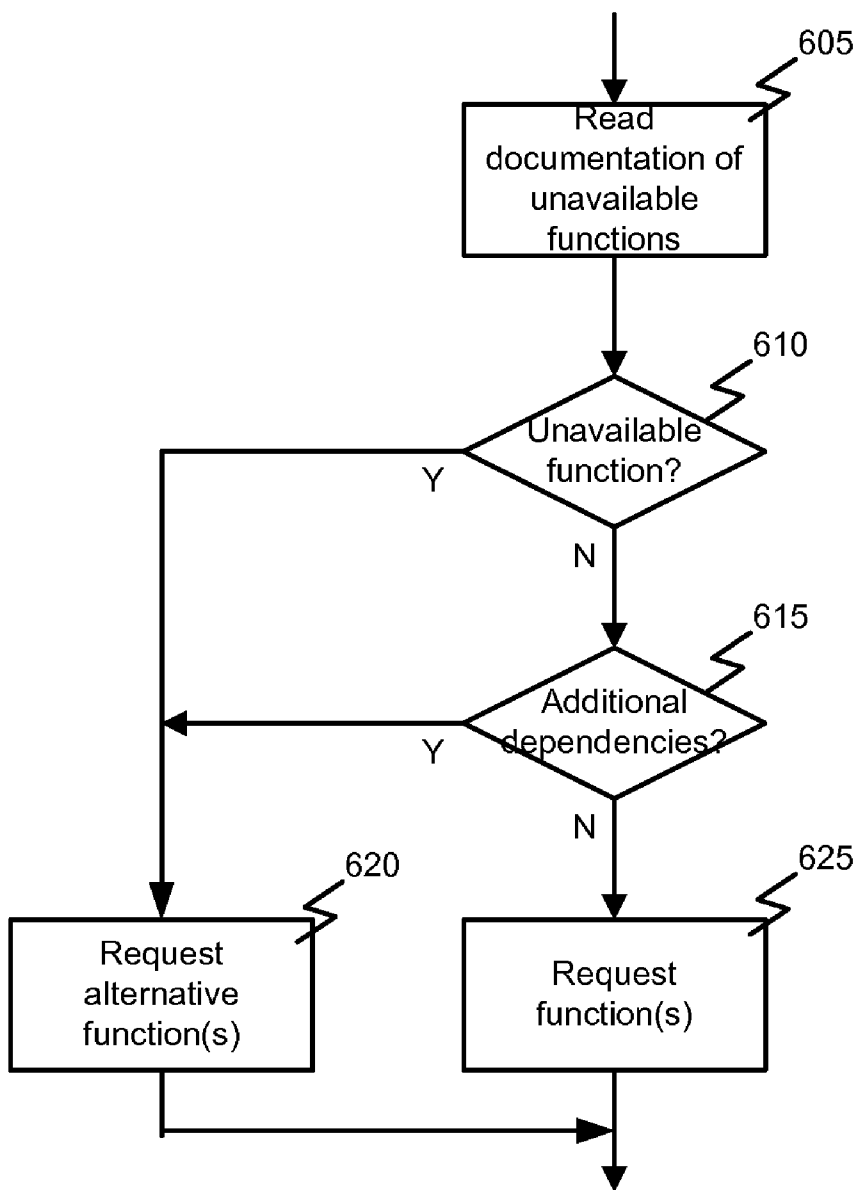 605
Read
documentation of
unavailable
functions
610
Unavailable
function?
Y
N
615
Additional
dependencies?
Y
N
620
Request
alternative
function(s)
625
Request
function(s)